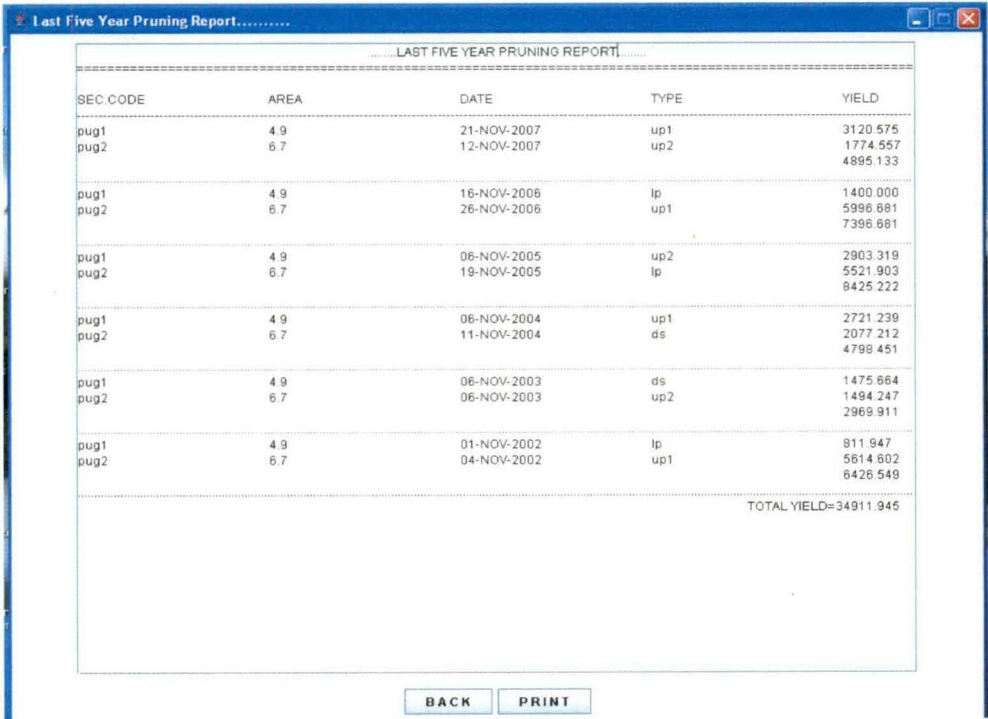 Last Five Year Pruning Report..........
........LAST FIVE YEAR PRUNING REPORT........
SEC.CODE AREA DATE TYPE YIELD
pug1 4.9 21-NOV-2007 up1 3120.575
pug2 6.7 12-NOV-2007 up2 1774.557
4895.133
pug1 4.9 16-NOV-2006 lp 1400.000
pug2 6.7 26-NOV-2006 up1 5996.681
7396.681
pug1 4.9 06-NOV-2005 up2 2903.319
pug2 6.7 19-NOV-2005 lp 5521.903
8425.222
pug1 4.9 06-NOV-2004 up1 2721.239
pug2 6.7 11-NOV-2004 ds 2077.212
4798.451
pug1 4.9 06-NOV-2003 ds 1475.664
pug2 6.7 06-NOV-2003 up2 1494.247
2969.911
pug1 4.9 01-NOV-2002 lp 811.947
pug2 6.7 04-NOV-2002 up1 5614.602
6426.549
TOTAL YIELD=34911.945
BACK PRINT